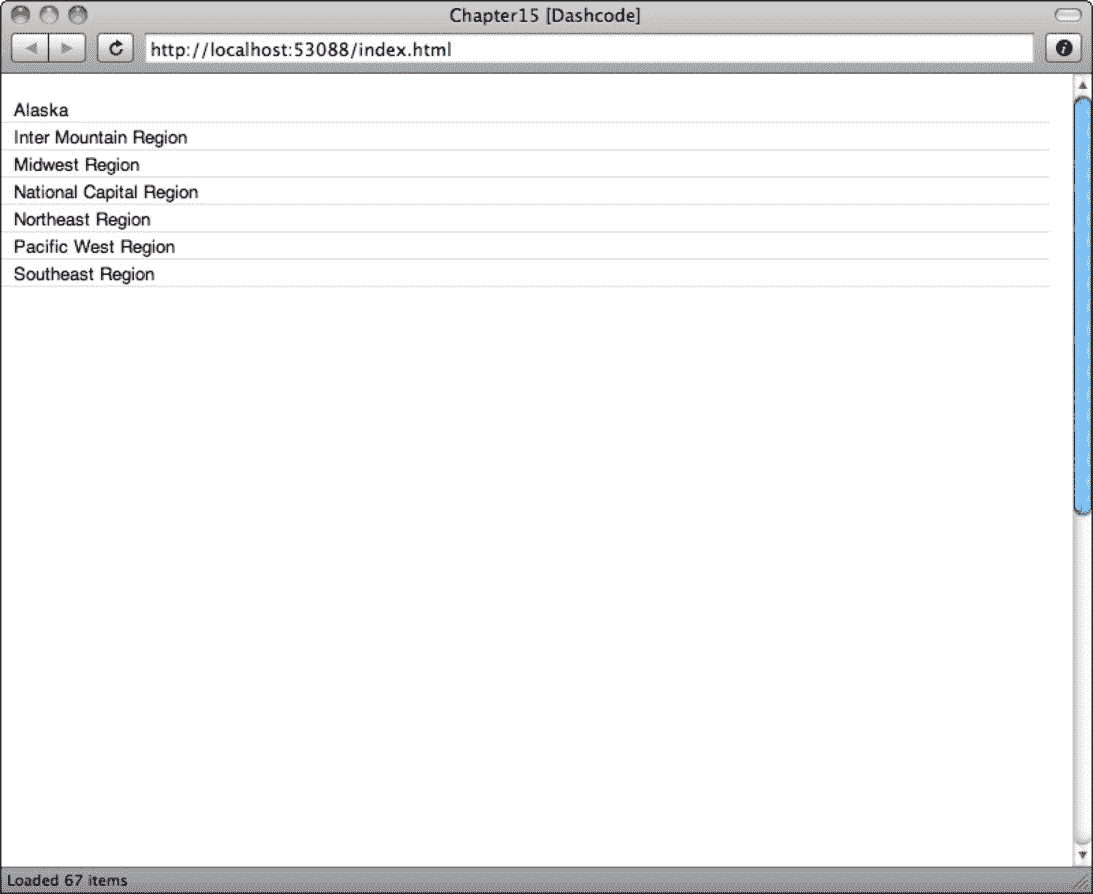 Chapter15 [Dashcode]
http://localhost:53088/index.html
Alaska
Inter Mountain Region
Midwest Region
National Capital Region
Northeast Region
Pacific West Region
Southeast Region
Loaded 67 items